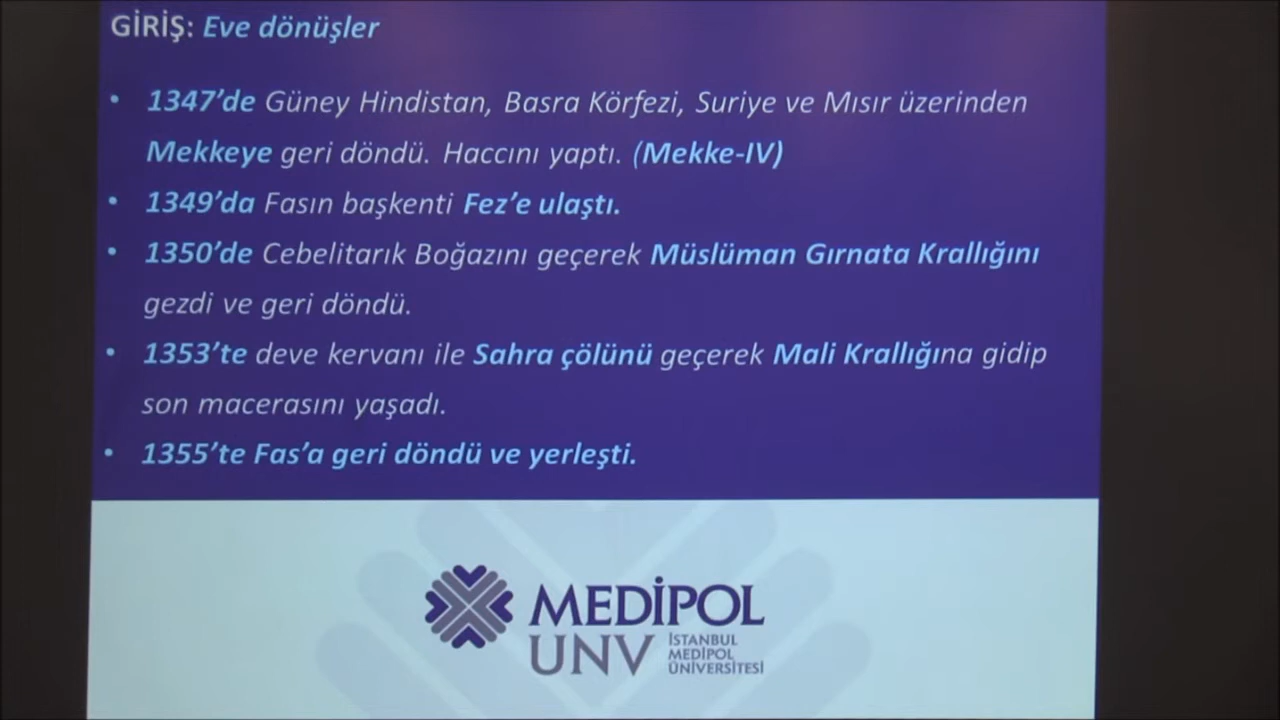 GİRİŞ: Eve dönüşler
• 1347’de Güney Hindistan, Basra Körfezi, Suriye ve Mısır üzerinden
Mekkeye geri döndü. Haccını yaptı. (Mekke-IV)
• 1349’da Fasın başkenti Fez’e ulaştı.
• 1350’de Cebelitarık Boğazını geçerek Müslüman Gırnata Krallığını
gezdi ve geri döndü.
• 1353’te deve kervanı ile Sahra çölünü geçerek Mali Krallığına gidip
son macerasını yaşadı.
• 1355’te Fas’a geri döndü ve yerleşti.
MEDİPOL
UNV
İSTANBUL
MEDİPOL
ÜNİVERSİTESİ